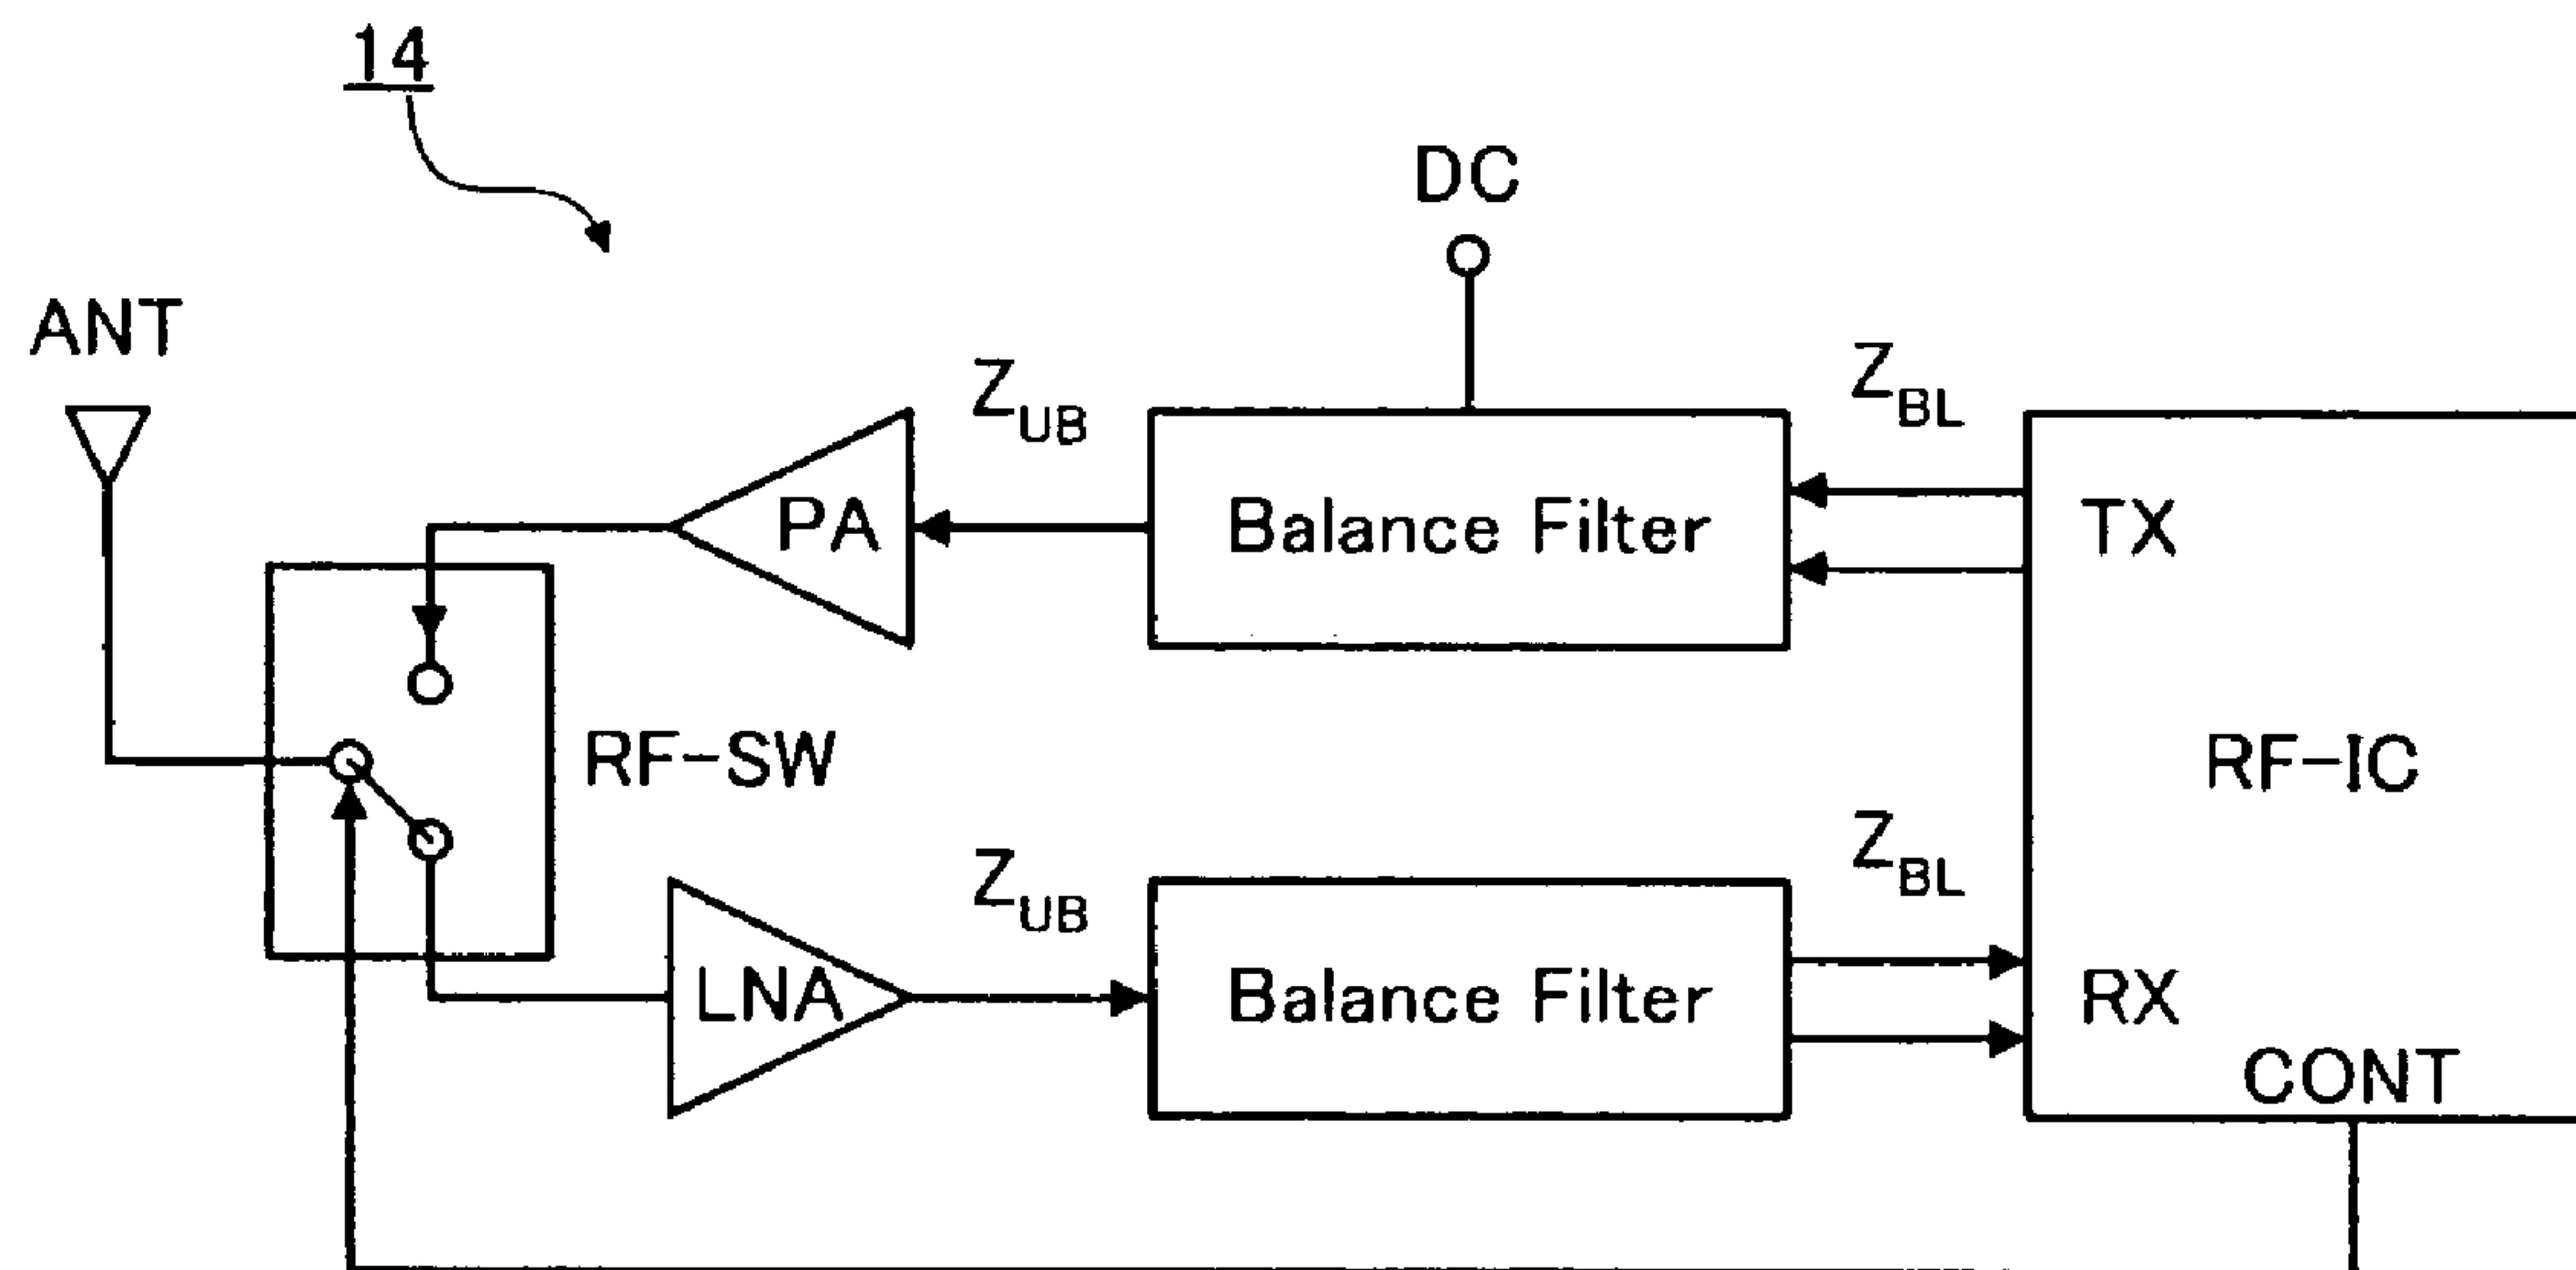 14
DC
ANT
Z_UB
Z_BL
PA
Balance Filter
TX
RF-SW
RF-IC
Z_UB
Z_BL
LNA
Balance Filter
RX
CONT